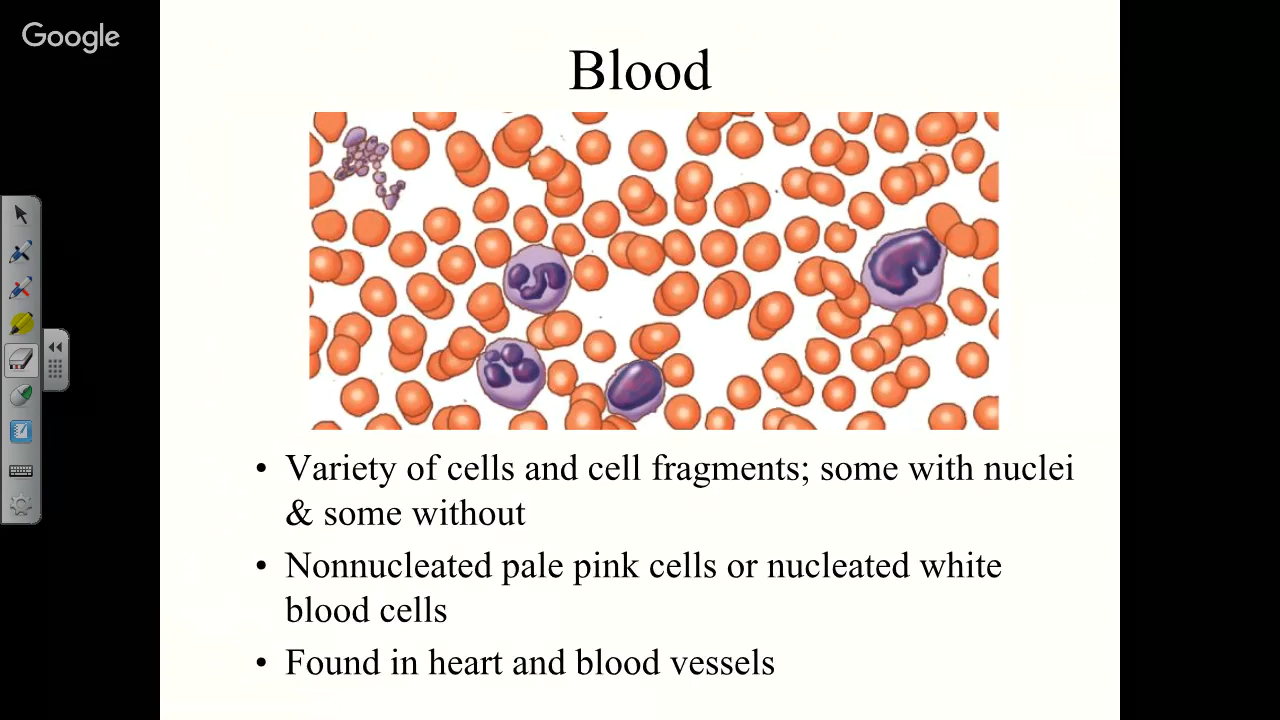 Google
Blood
• Variety of cells and cell fragments; some with nuclei
& some without
• Nonnucleated pale pink cells or nucleated white
blood cells
• Found in heart and blood vessels